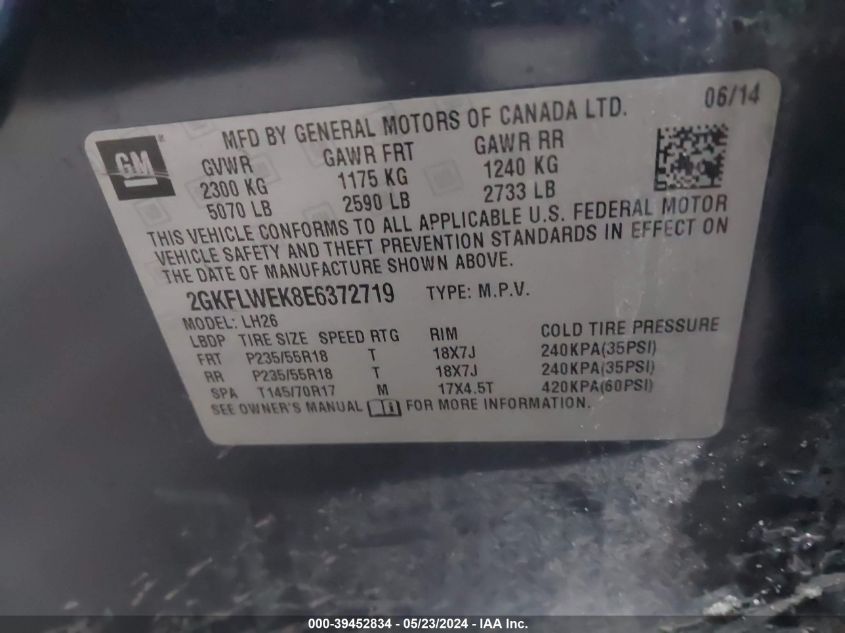 06/14
MFD BY GENERAL MOTORS OF CANADA LTD.
GM
GVWR GAWR FRT GAWR RR
2300 KG 1175 KG 1240 KG
5070 LB 2590 LB 2733 LB
THIS VEHICLE CONFORMS TO ALL APPLICABLE U.S. FEDERAL MOTOR
VEHICLE SAFETY AND THEFT PREVENTION STANDARDS IN EFFECT ON
THE DATE OF MANUFACTURE SHOWN ABOVE.
2GKFLWEK8E6372719 TYPE: M.P.V.
MODEL: LH26
LBDP TIRE SIZE SPEED RTG RIM COLD TIRE PRESSURE
FRT P235/55R18 T 18X7J 240KPA(35PSI)
RR P235/55R18 T 18X7J 240KPA(35PSI)
SPA T145/70R17 M 17X4.5T 420KPA(60PSI)
SEE OWNER'S MANUAL FOR MORE INFORMATION.
000-39452834 - 05/23/2024 - IAA Inc.